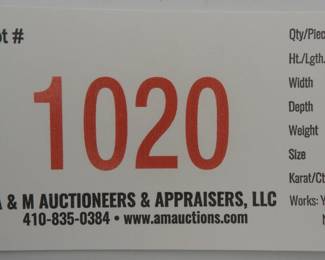 ot #
1020
A & M AUCTIONEERS & APPRAISERS, LLC
410-835-0384 • www.amauctions.com
Qty/Piec
Ht./Lgth.
Width
Depth
Weight
Size
Karat/Ct
Works: Y